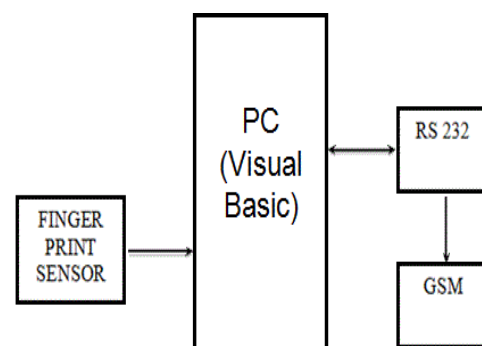 PC
(Visual
Basic)
RS 232
FINGER
PRINT
SENSOR
GSM